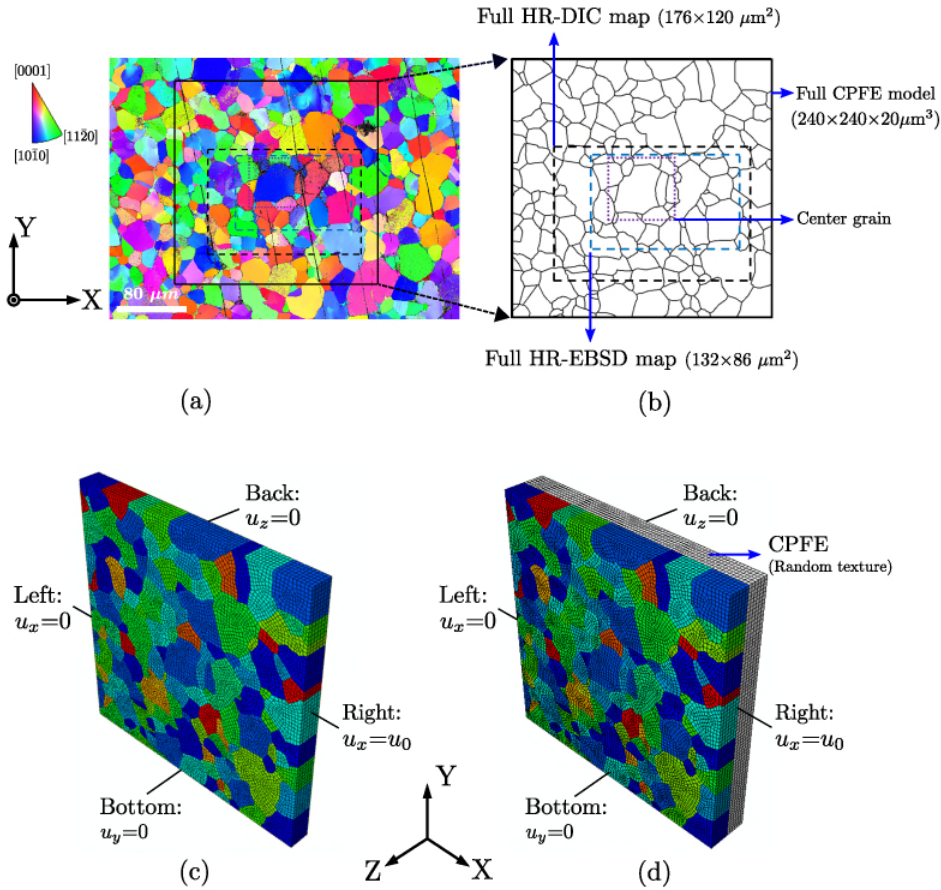 Full HR-DIC map (176×120 μm²)
[0001]
[112̄0]
[101̄0]
Full CPFE model
(240×240×20μm³)
Center grain
Y
X
80 μm
Full HR-EBSD map (132×86 μm²)
(a)
(b)
Back:
u_z=0
Left:
u_x=0
Right:
u_x=u_0
Bottom:
u_y=0
Back:
u_z=0
CPFE
(Random texture)
Left:
u_x=0
Right:
u_x=u_0
Bottom:
u_y=0
Y
Z
X
(c)
(d)